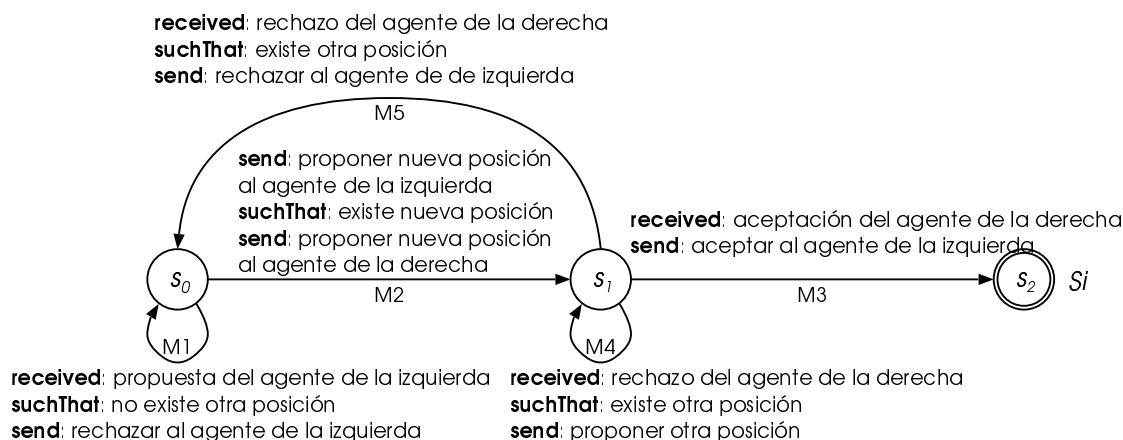 received: rechazo del agente de la derecha
suchThat: existe otra posición
send: rechazar al agente de de izquierda
M5
send: proponer nueva posición
al agente de la izquierda
suchThat: existe nueva posición
send: proponer nueva posición
al agente de la derecha
received: aceptación del agente de la derecha
send: aceptar al agente de la izquierda
s0
s1
s2
Si
M2
M3
M1
M4
received: propuesta del agente de la izquierda
suchThat: no existe otra posición
send: rechazar al agente de la izquierda
received: rechazo del agente de la derecha
suchThat: existe otra posición
send: proponer otra posición